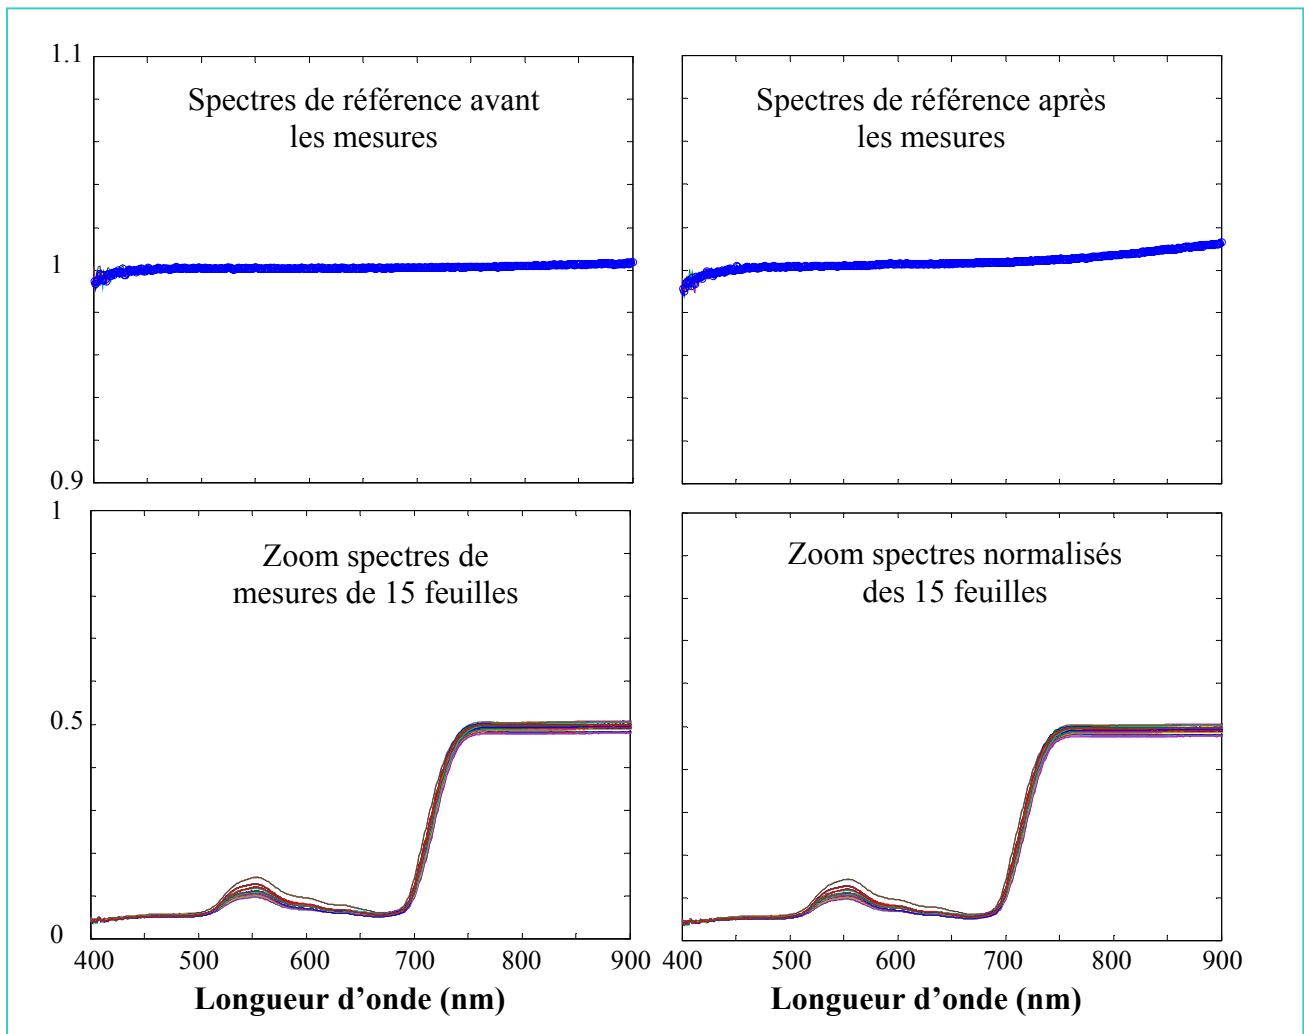 1.1
Spectres de référence avant
les mesures
1
0.9
Spectres de référence après
les mesures
1
Zoom spectres de
mesures de 15 feuilles
0.5
0
400 500 600 700 800 900
Longueur d'onde (nm)
Zoom spectres normalisés
des 15 feuilles
400 500 600 700 800 900
Longueur d'onde (nm)